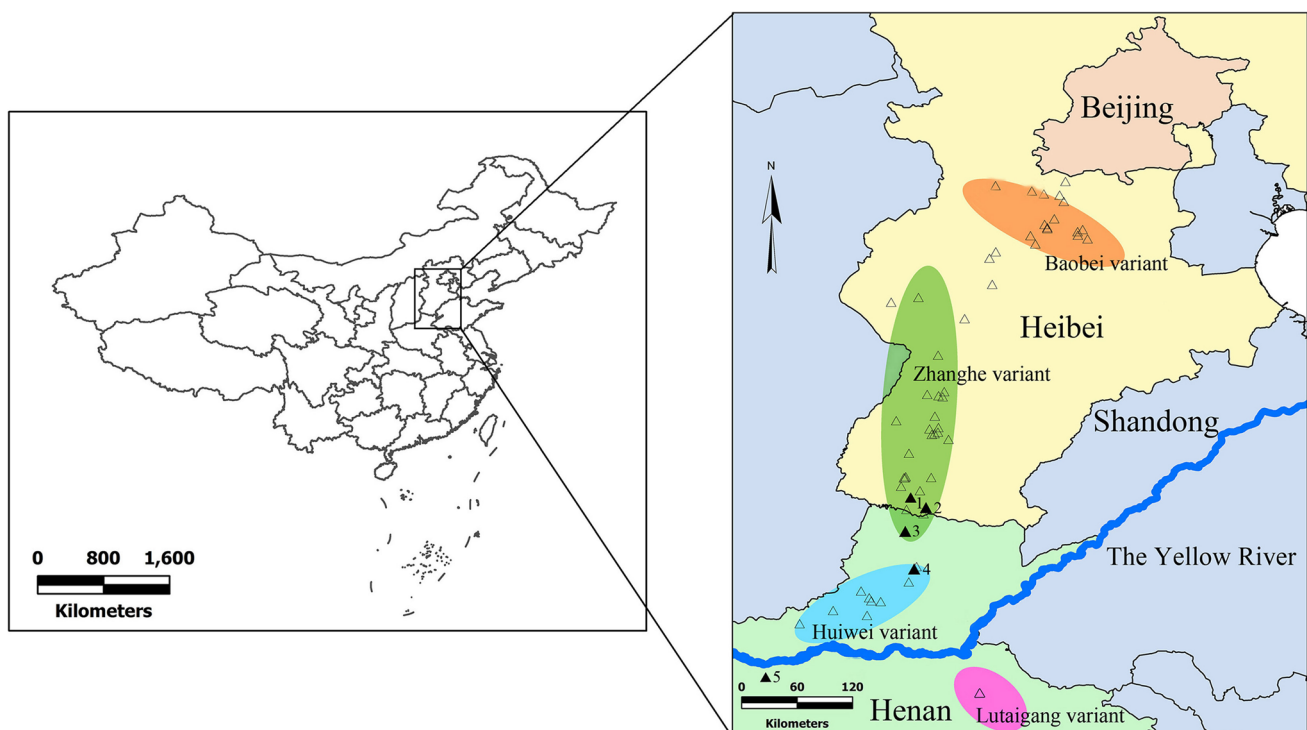 0 800 1,600
Kilometers
N
Beijing
Baobei variant
Heibei
Zhanghe variant
Shandong
1
2
3
The Yellow River
4
Huiwei variant
5
0 60 120
Kilometers
Henan
Lutaigang variant